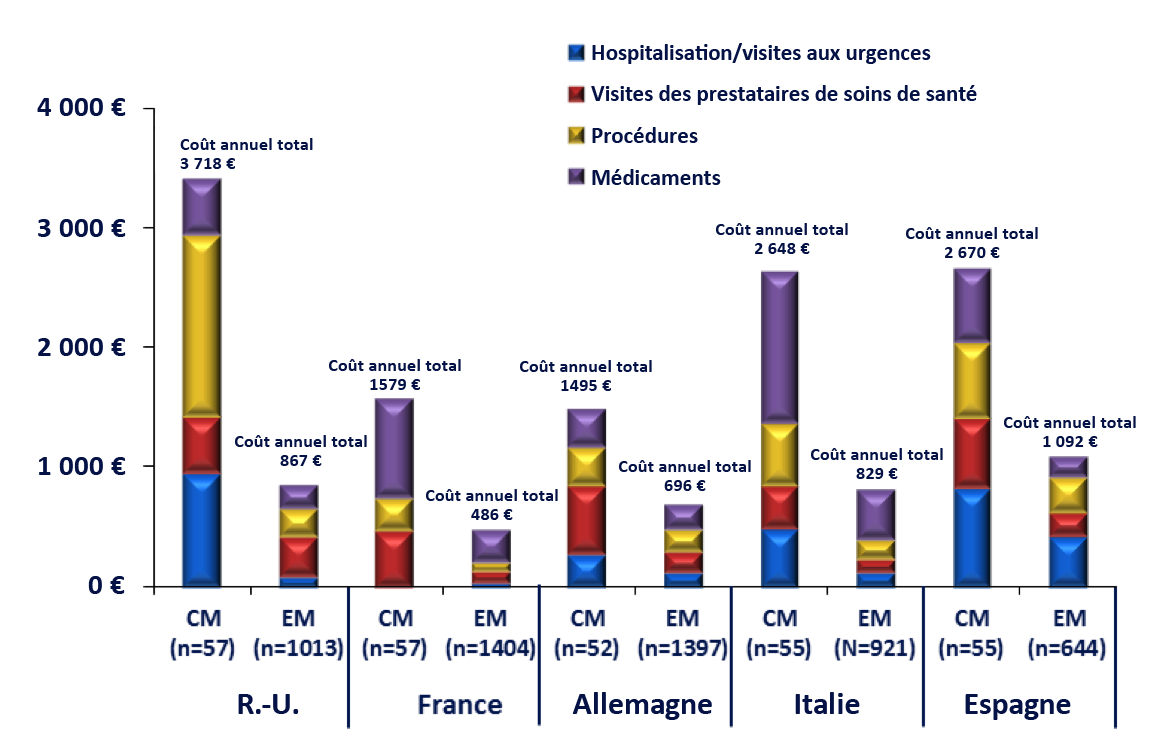 Hospitalisation/visites aux urgences
Visites des prestataires de soins de santé
Procédures
Médicaments
4 000 €
3 000 €
2 000 €
1 000 €
0 €
Coût annuel total
3 718 €
Coût annuel total
867 €
Coût annuel total
1579 €
Coût annuel total
486 €
Coût annuel total
1495 €
Coût annuel total
696 €
Coût annuel total
2 648 €
Coût annuel total
829 €
Coût annuel total
2 670 €
Coût annuel total
1 092 €
CM
(n=57)
EM
(n=1013)
CM
(n=57)
EM
(n=1404)
CM
(n=52)
EM
(n=1397)
CM
(n=55)
EM
(N=921)
CM
(n=55)
EM
(n=644)
R.-U.
France
Allemagne
Italie
Espagne